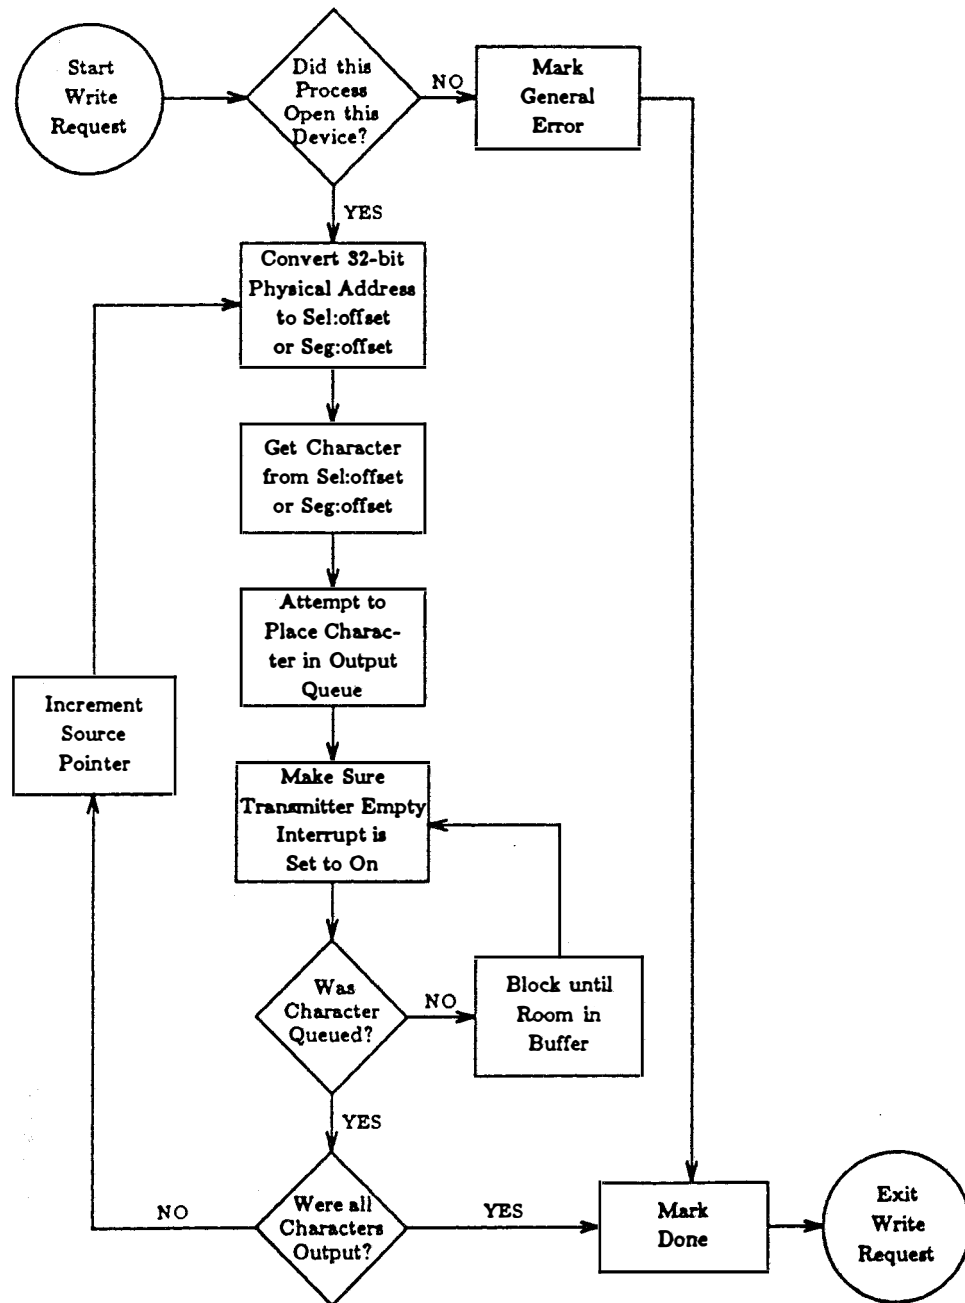 Start
Write
Request
Did this
Process
Open this
Device?
NO
Mark
General
Error
YES
Convert 32-bit
Physical Address
to Sel:offset
or Seg:offset
Get Character
from Sel:offset
or Seg:offset
Attempt to
Place Charac-
ter in Output
Queue
Increment
Source
Pointer
Make Sure
Transmitter Empty
Interrupt is
Set to On
Was
Character
Queued?
NO
Block until
Room in
Buffer
YES
Were all
Characters
Output?
NO
YES
Mark
Done
Exit
Write
Request